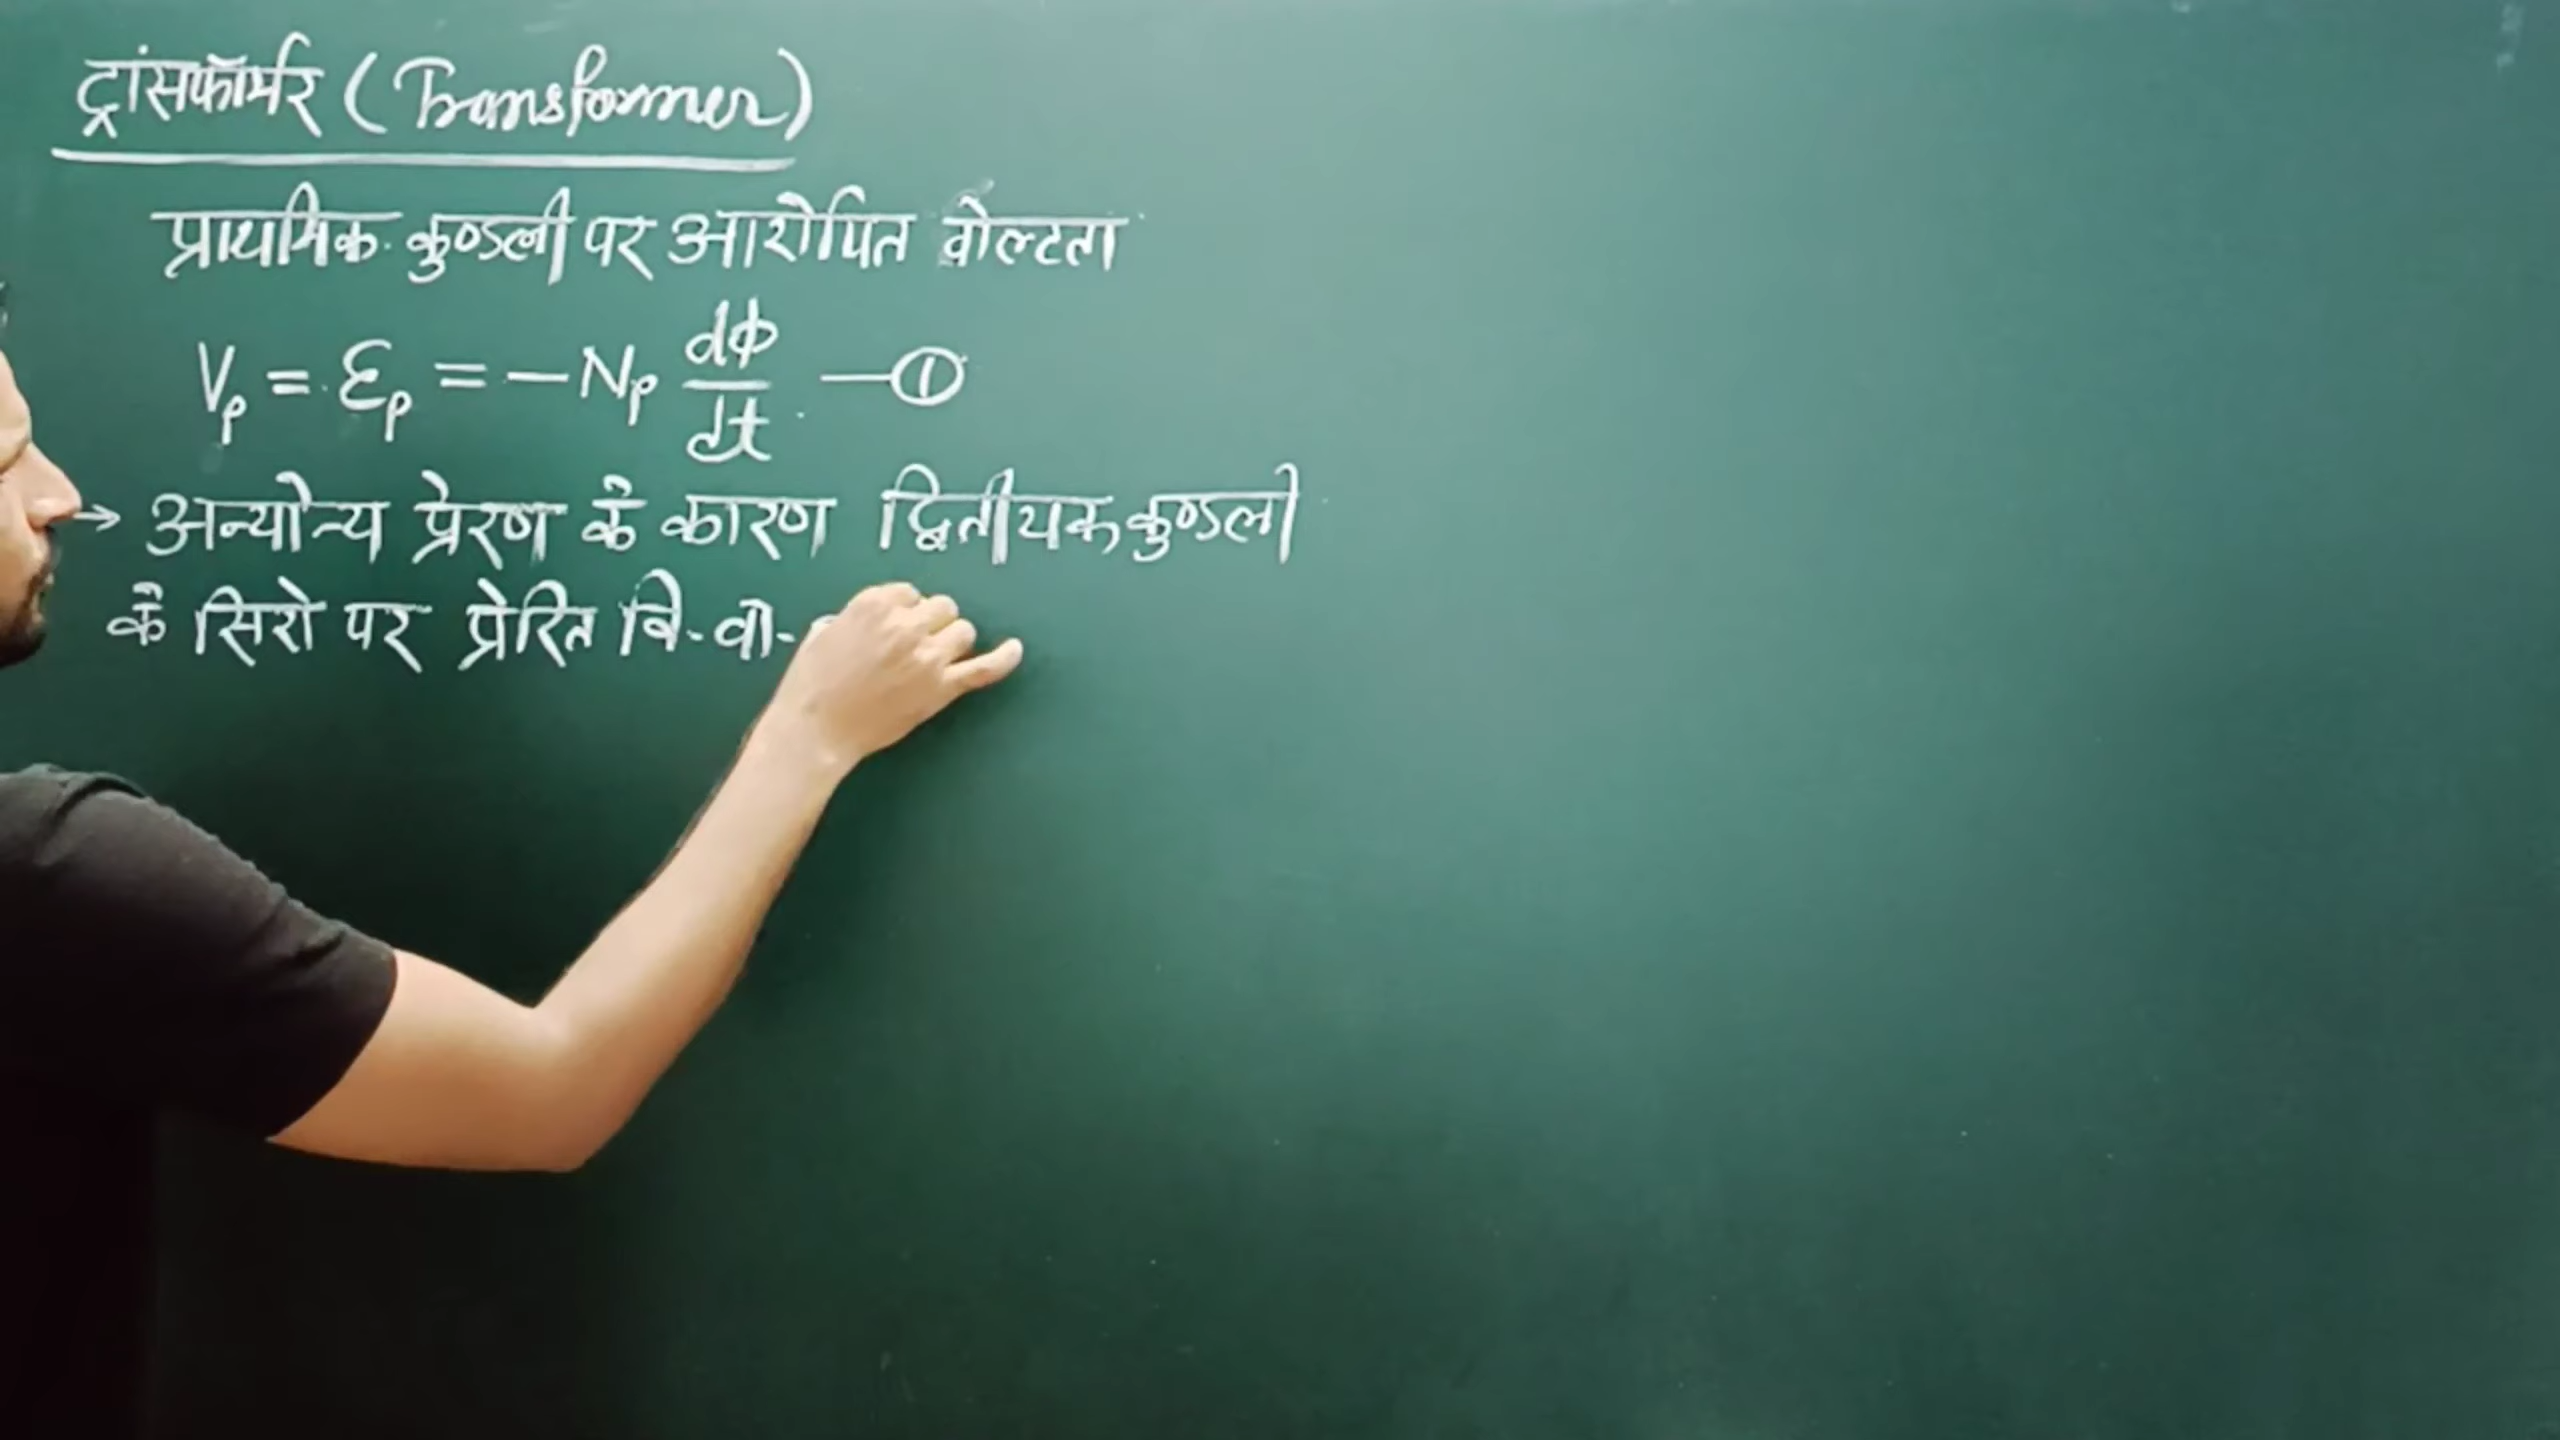 ट्रांसफॉर्मर (Transformer)
प्राथमिक कुण्डली पर आरोपित वोल्टता
Vₚ = Ɛₚ = - Nₚ dϕ/dt —①
→ अन्योन्य प्रेरण के कारण द्वितीयक कुण्डली
के सिरो पर प्रेरित वि-वा-